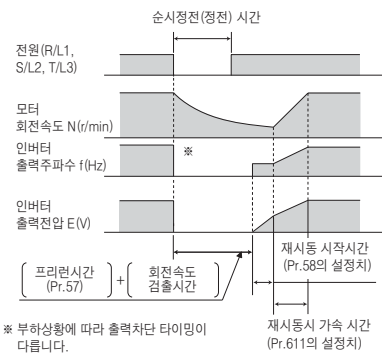 순시정전(정전) 시간
전원(R/L1,
S/L2, T/L3)
모터
회전속도 N(r/min)
인버터
출력주파수 f(Hz)
※
인버터
출력전압 E(V)
프리런시간
(Pr.57)
+
회전속도
검출시간
재시동 시작시간
(Pr.58의 설정치)
※ 부하상황에 따라 출력차단 타이밍이
다릅니다.
재시동시 가속 시간
(Pr.611의 설정치)